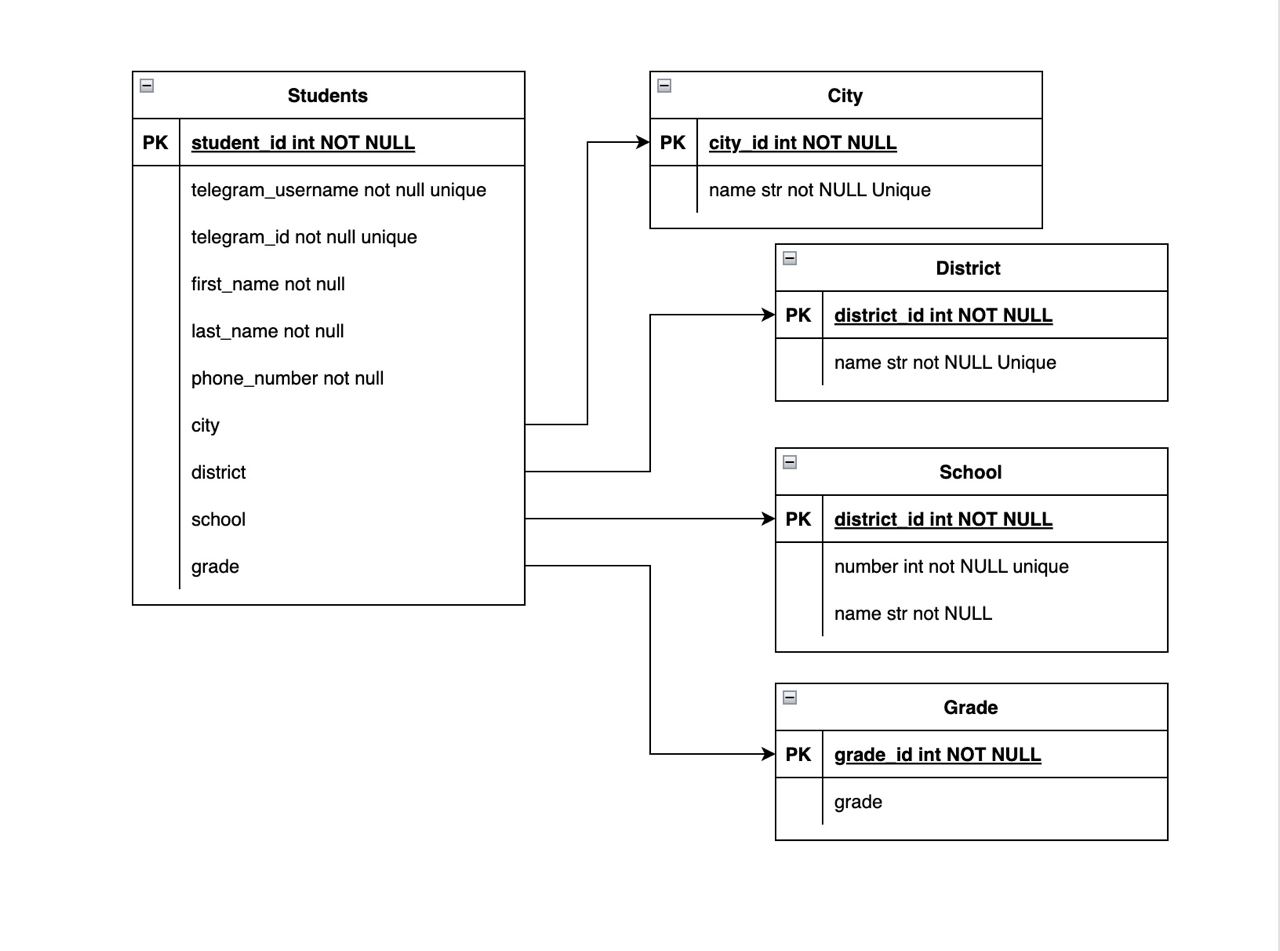 Students
PK student_id int NOT NULL
telegram_username not null unique
telegram_id not null unique
first_name not null
last_name not null
phone_number not null
city
district
school
grade
City
PK city_id int NOT NULL
name str not NULL Unique
District
PK district_id int NOT NULL
name str not NULL Unique
School
PK district_id int NOT NULL
number int not NULL unique
name str not NULL
Grade
PK grade_id int NOT NULL
grade